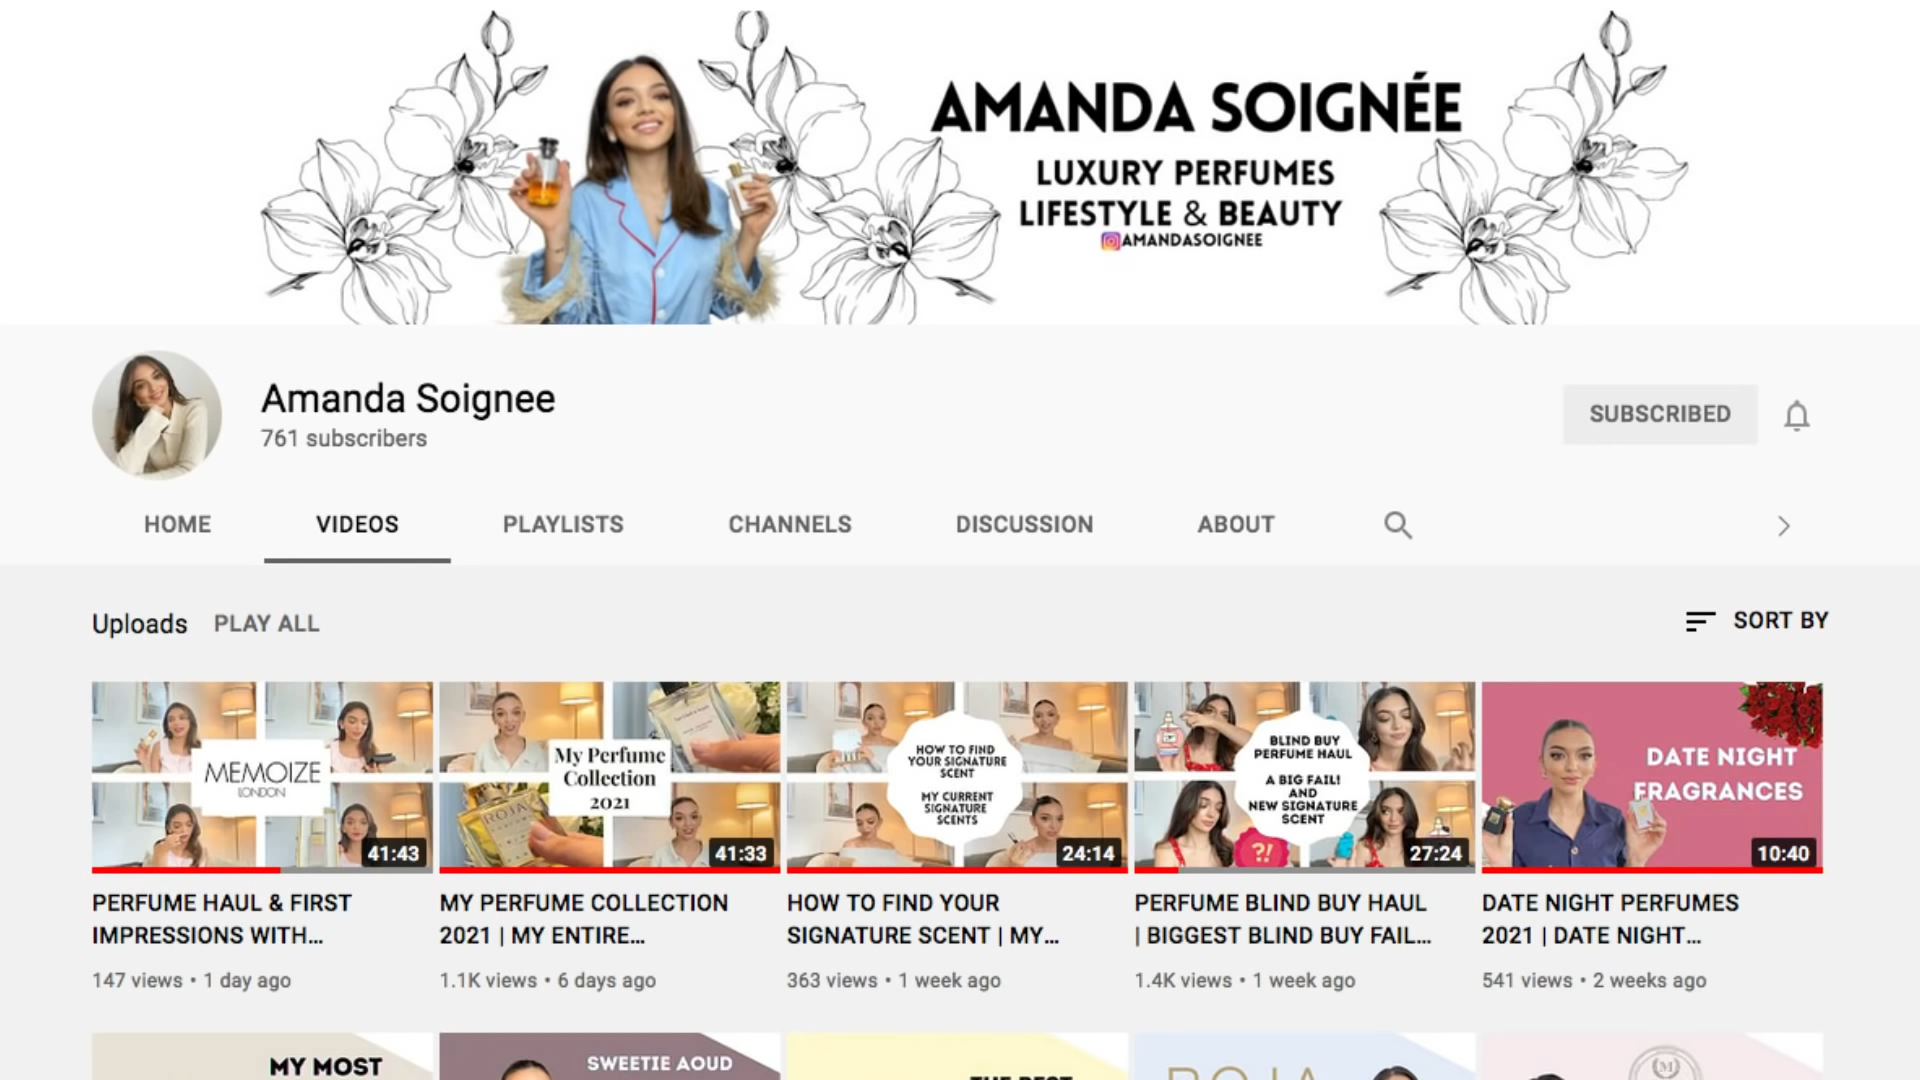 AMANDA SOIGNÉE
LUXURY PERFUMES
LIFESTYLE & BEAUTY
AMANDASOIGNEE
Amanda Soignee
761 subscribers
SUBSCRIBED
HOME VIDEOS PLAYLISTS CHANNELS DISCUSSION ABOUT
Uploads PLAY ALL
SORT BY
MEMOIZE
LONDON
41:43
PERFUME HAUL & FIRST
IMPRESSIONS WITH...
147 views • 1 day ago
My Perfume
Collection
2021
ROJA
41:33
MY PERFUME COLLECTION
2021 | MY ENTIRE...
1.1K views • 6 days ago
HOW TO FIND
YOUR SIGNATURE
SCENT
MY CURRENT
SIGNATURE
SCENTS
24:14
HOW TO FIND YOUR
SIGNATURE SCENT | MY...
363 views • 1 week ago
BLIND BUY
PERFUME HAUL
A BIG FAIL!
AND
NEW SIGNATURE
SCENT
?!
27:24
PERFUME BLIND BUY HAUL
| BIGGEST BLIND BUY FAIL...
1.4K views • 1 week ago
DATE NIGHT
FRAGRANCES
10:40
DATE NIGHT PERFUMES
2021 | DATE NIGHT...
541 views • 2 weeks ago
MY MOST
SWEETIE AOUD
THE BEST
ROJA
M